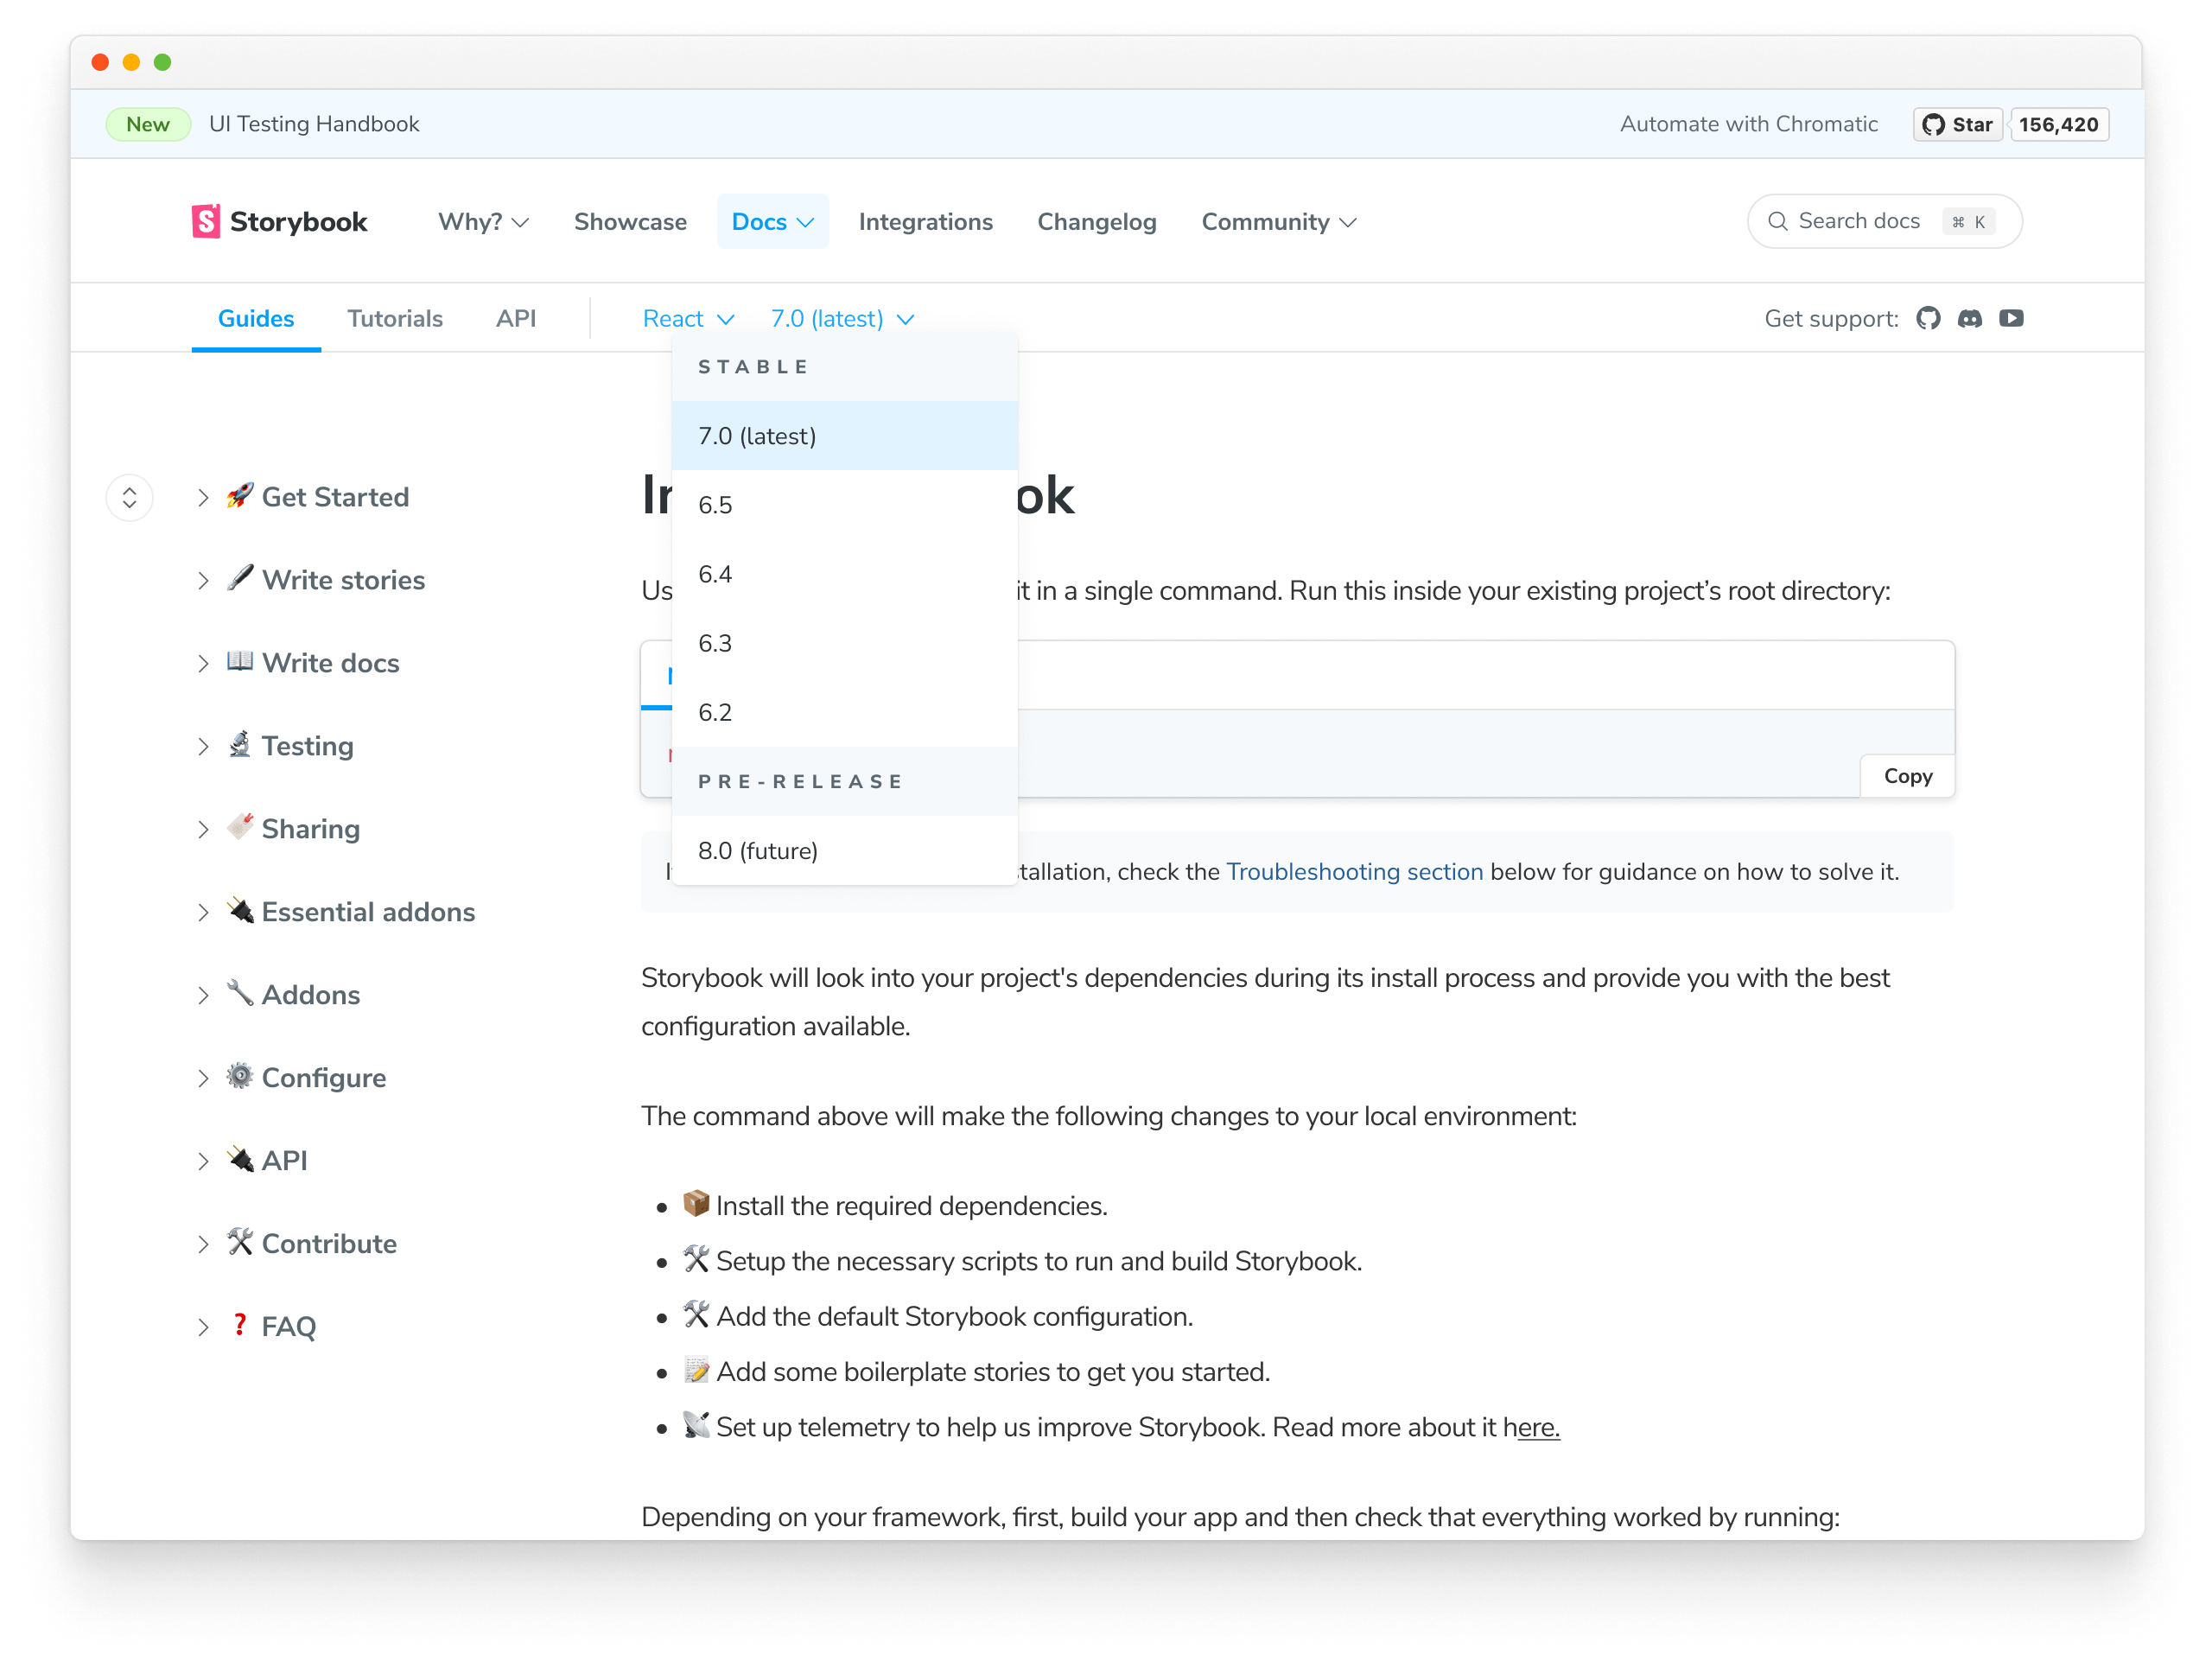 New UI Testing Handbook Automate with Chromatic Star 156,420
Storybook Why? Showcase Docs Integrations Changelog Community Search docs ⌘ K
Guides Tutorials API React 7.0 (latest) Get support:
STABLE
7.0 (latest)
6.5
6.4
6.3
6.2
PRE-RELEASE
8.0 (future)
Get Started
Write stories
Write docs
Testing
Sharing
Essential addons
Addons
Configure
API
Contribute
FAQ
ok
Us it in a single command. Run this inside your existing project’s root directory:
Copy
tallation, check the Troubleshooting section below for guidance on how to solve it.
Storybook will look into your project's dependencies during its install process and provide you with the best
configuration available.
The command above will make the following changes to your local environment:
• 📦 Install the required dependencies.
• 🛠 Setup the necessary scripts to run and build Storybook.
• 🛠 Add the default Storybook configuration.
• 📝 Add some boilerplate stories to get you started.
• 📡 Set up telemetry to help us improve Storybook. Read more about it here.
Depending on your framework, first, build your app and then check that everything worked by running: